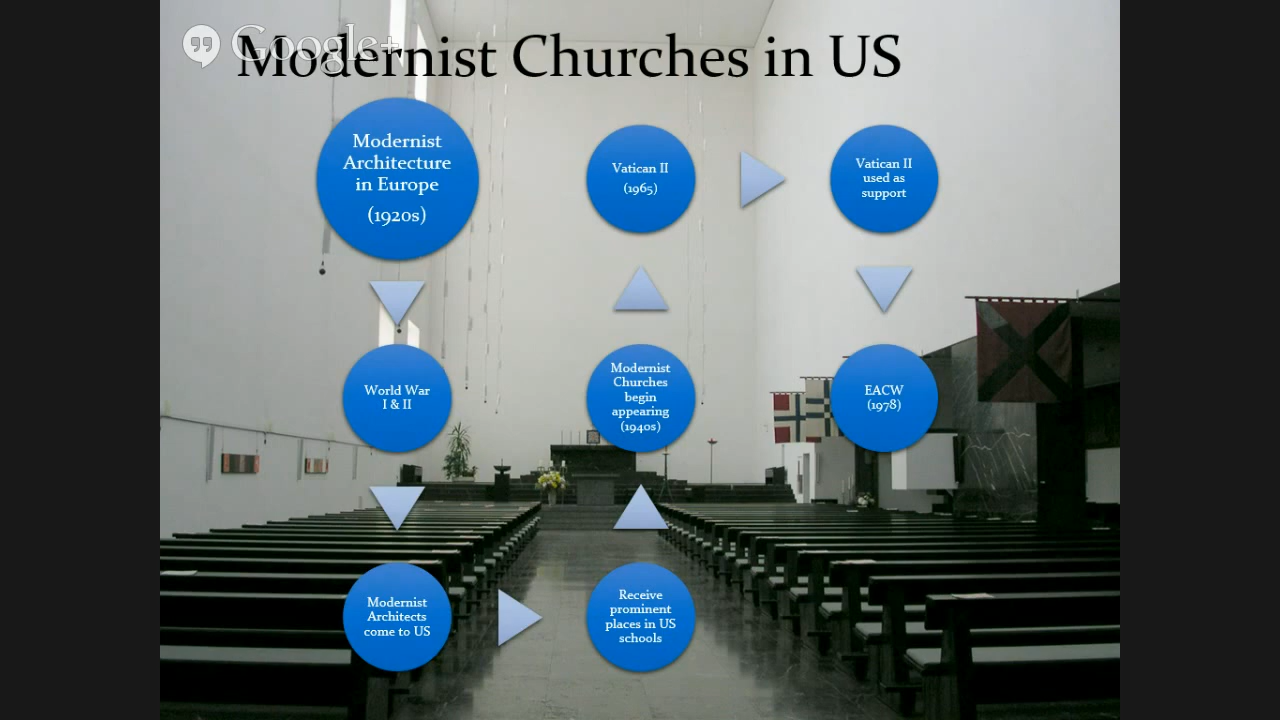 Google+
Modernist Churches in US
Modernist
Architecture
in Europe
(1920s)
World War
I & II
Modernist
Architects
come to US
Receive
prominent
places in US
schools
Modernist
Churches
begin
appearing
(1940s)
Vatican II
(1965)
Vatican II
used as
support
EACW
(1978)